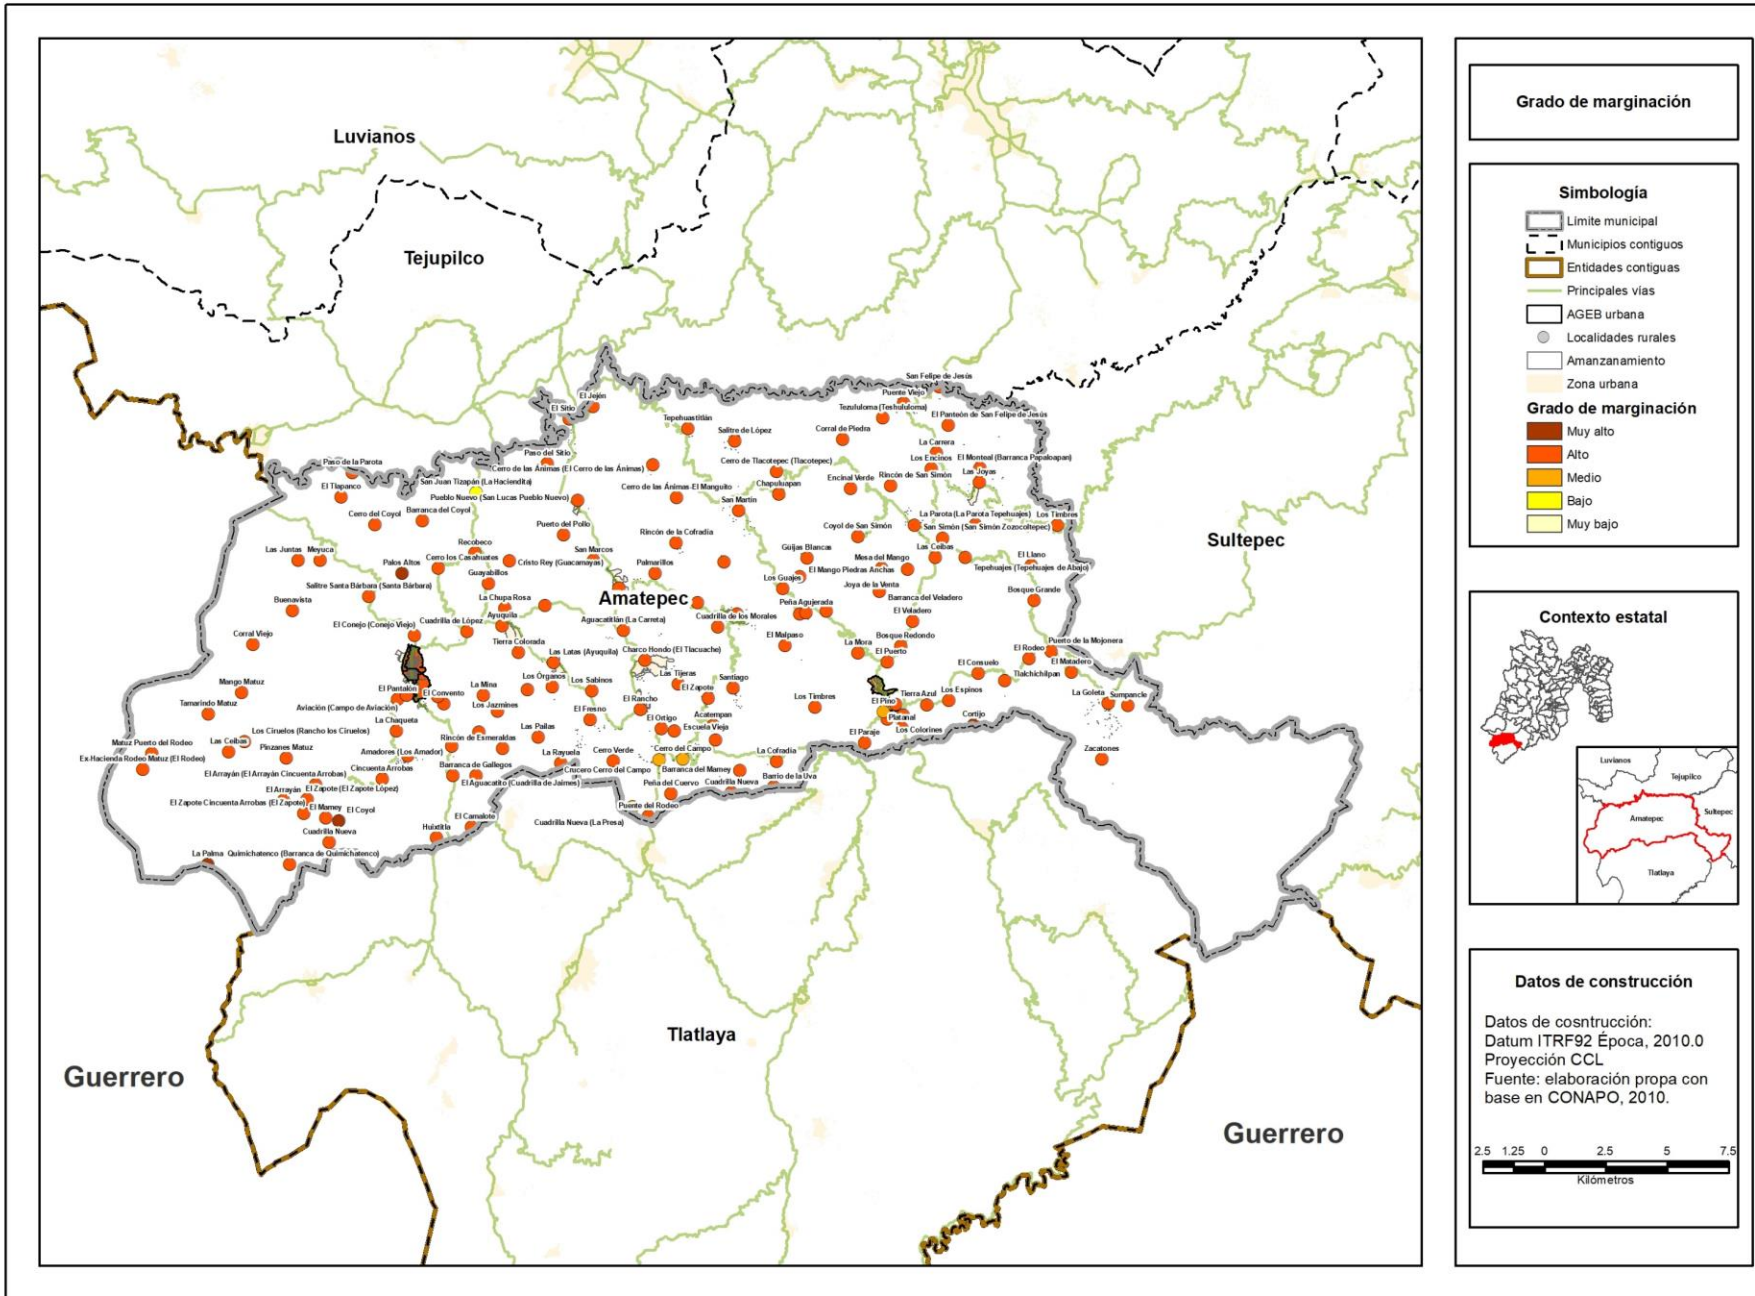 Luvianos
Tejupilco
Sultepec
Amatepec
Tlatlaya
Guerrero
Guerrero
San Felipe de Jesús
Puente Viejo
El Jejón
El Sitio
Tezululoma (Teshululoma)
El Panteón de San Felipe de Jesús
Tepehuastitlán
Salitre de López
Corral de Piedra
La Carrera
Paso del Sitio
Los Encinos
El Monteal (Barranca Papaloapan)
Paso de la Parota
Cerro de las Ánimas (El Cerro de las Ánimas)
Cerro de Tlacotepec (Tlacotepec)
Las Joyas
Rincón de San Simón
San Juan Tizapán (La Haciendita)
Encinal Verde
El Tlapanco
Cerro de las Ánimas-El Manguito
Chapuluapan
Pueblo Nuevo (San Lucas Pueblo Nuevo)
San Martín
Cerro del Coyol
Barranca del Coyol
La Parota (La Parota Tepehuajes)
Los Timbres
Puerto del Pollo
Rincón de la Cofradía
Coyol de San Simón
San Simón (San Simón Zozocoltepec)
Las Juntas
Meyuca
Recobeco
San Marcos
Güijas Blancas
Mesa del Mango
Las Ceibas
El Llano
Palos Altos
Cerro los Casahuates
Cristo Rey (Guacamayas)
Palmarillos
El Mango Piedras Anchas
Tepehuajes (Tepehuajes de Abajo)
Guayabillos
Los Guajes
Salitre Santa Bárbara (Santa Bárbara)
Joya de la Venta
Bosque Grande
Buenavista
La Chupa Rosa
Peña Agujerada
Barranca del Veladero
Ayuquila
Aguacatitlán (La Carreta)
Cuadrilla de los Morales
El Veladero
El Conejo (Conejo Viejo)
Cuadrilla de López
Corral Viejo
Tierra Colorada
El Malpaso
La Mora
Bosque Redondo
Puerto de la Mojonera
Las Latas (Ayuquila)
Charco Hondo (El Tlacuache)
El Puerto
El Rodeo
El Matadero
Las Tijeras
El Consuelo
Tlalchichilpan
Mango Matuz
El Pantalón
El Convento
La Mina
Los Órganos
Los Sabinos
El Zapote
Santiago
Los Timbres
Tierra Azul
Los Espinos
La Goleta
Sumpancle
Tamarindo Matuz
Aviación (Campo de Aviación)
Los Jazmines
El Rancho
El Pino
Platanal
Cortijo
La Chaqueta
El Fresno
El Ortigo
Acatempan
Escuela Vieja
Los Colorines
Los Ciruelos (Rancho los Ciruelos)
Las Pailas
El Paraje
Matuz Puerto del Rodeo
Las Ceibas
Pinzanes Matuz
Amadores (Los Amador)
Rincón de Esmeraldas
La Rayuela
Cerro Verde
Cerro del Campo
La Cofradía
Zacatones
Ex-Hacienda Rodeo Matuz (El Rodeo)
Cincuenta Arrobas
Barranca de Gallegos
Crucero Cerro del Campo
Barranca del Mamey
El Arrayán (El Arrayán Cincuenta Arrobas)
El Aguacatito (Cuadrilla de Jaimes)
Peña del Cuervo
Cuadrilla Nueva
Barrio de la Uva
El Arrayán
El Zapote (El Zapote López)
El Zapote Cincuenta Arrobas (El Zapote)
El Mamey
El Coyol
Puente del Rodeo
El Camalote
Cuadrilla Nueva
Huixtitla
Cuadrilla Nueva (La Presa)
La Palma
Quimichatenco (Barranca de Quimichatenco)
Grado de marginación
Simbología
Límite municipal
Municipios contiguos
Entidades contiguas
Principales vías
AGEB urbana
Localidades rurales
Amanzanamiento
Zona urbana
Grado de marginación
Muy alto
Alto
Medio
Bajo
Muy bajo
Contexto estatal
Luvianos
Tejupilco
Sultepec
Amatepec
Tlatlaya
Datos de construcción
Datos de cosntrucción:
Datum ITRF92 Época, 2010.0
Proyección CCL
Fuente: elaboración propa con
base en CONAPO, 2010.
2.5 1.25 0 2.5 5 7.5
Kilómetros